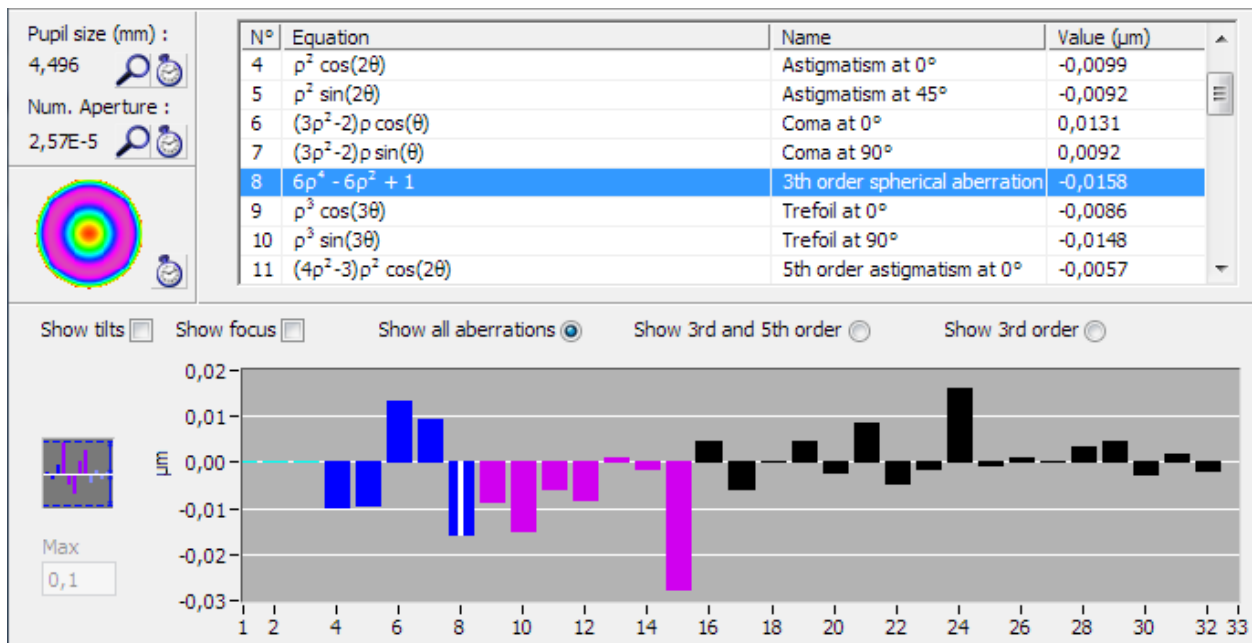 Pupil size (mm) :
4,496
Num. Aperture :
2,57E-5
N° Equation Name Value (µm)
4 ρ² cos(2θ) Astigmatism at 0° -0,0099
5 ρ² sin(2θ) Astigmatism at 45° -0,0092
6 (3ρ²-2)ρ cos(θ) Coma at 0° 0,0131
7 (3ρ²-2)ρ sin(θ) Coma at 90° 0,0092
8 6ρ⁴ - 6ρ² + 1 3th order spherical aberration -0,0158
9 ρ³ cos(3θ) Trefoil at 0° -0,0086
10 ρ³ sin(3θ) Trefoil at 90° -0,0148
11 (4ρ²-3)ρ² cos(2θ) 5th order astigmatism at 0° -0,0057
Show tilts Show focus Show all aberrations Show 3rd and 5th order Show 3rd order
0,02
0,01
0,00
-0,01
-0,02
-0,03
µm
Max
0,1
1 2 4 6 8 10 12 14 16 18 20 22 24 26 28 30 32 33